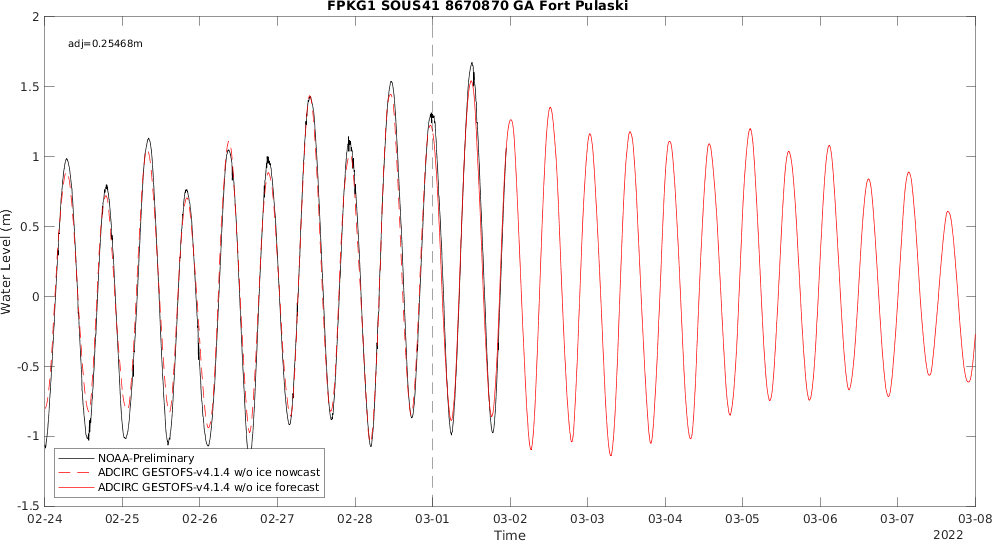 FPKG1 SOUS41 8670870 GA Fort Pulaski
adj=0.25468m
2
1.5
1
0.5
0
-0.5
-1
-1.5
Water Level (m)
NOAA-Preliminary
ADCIRC GESTOFS-v4.1.4 w/o ice nowcast
ADCIRC GESTOFS-v4.1.4 w/o ice forecast
02-24 02-25 02-26 02-27 02-28 03-01 03-02 03-03 03-04 03-05 03-06 03-07 03-08
Time
2022